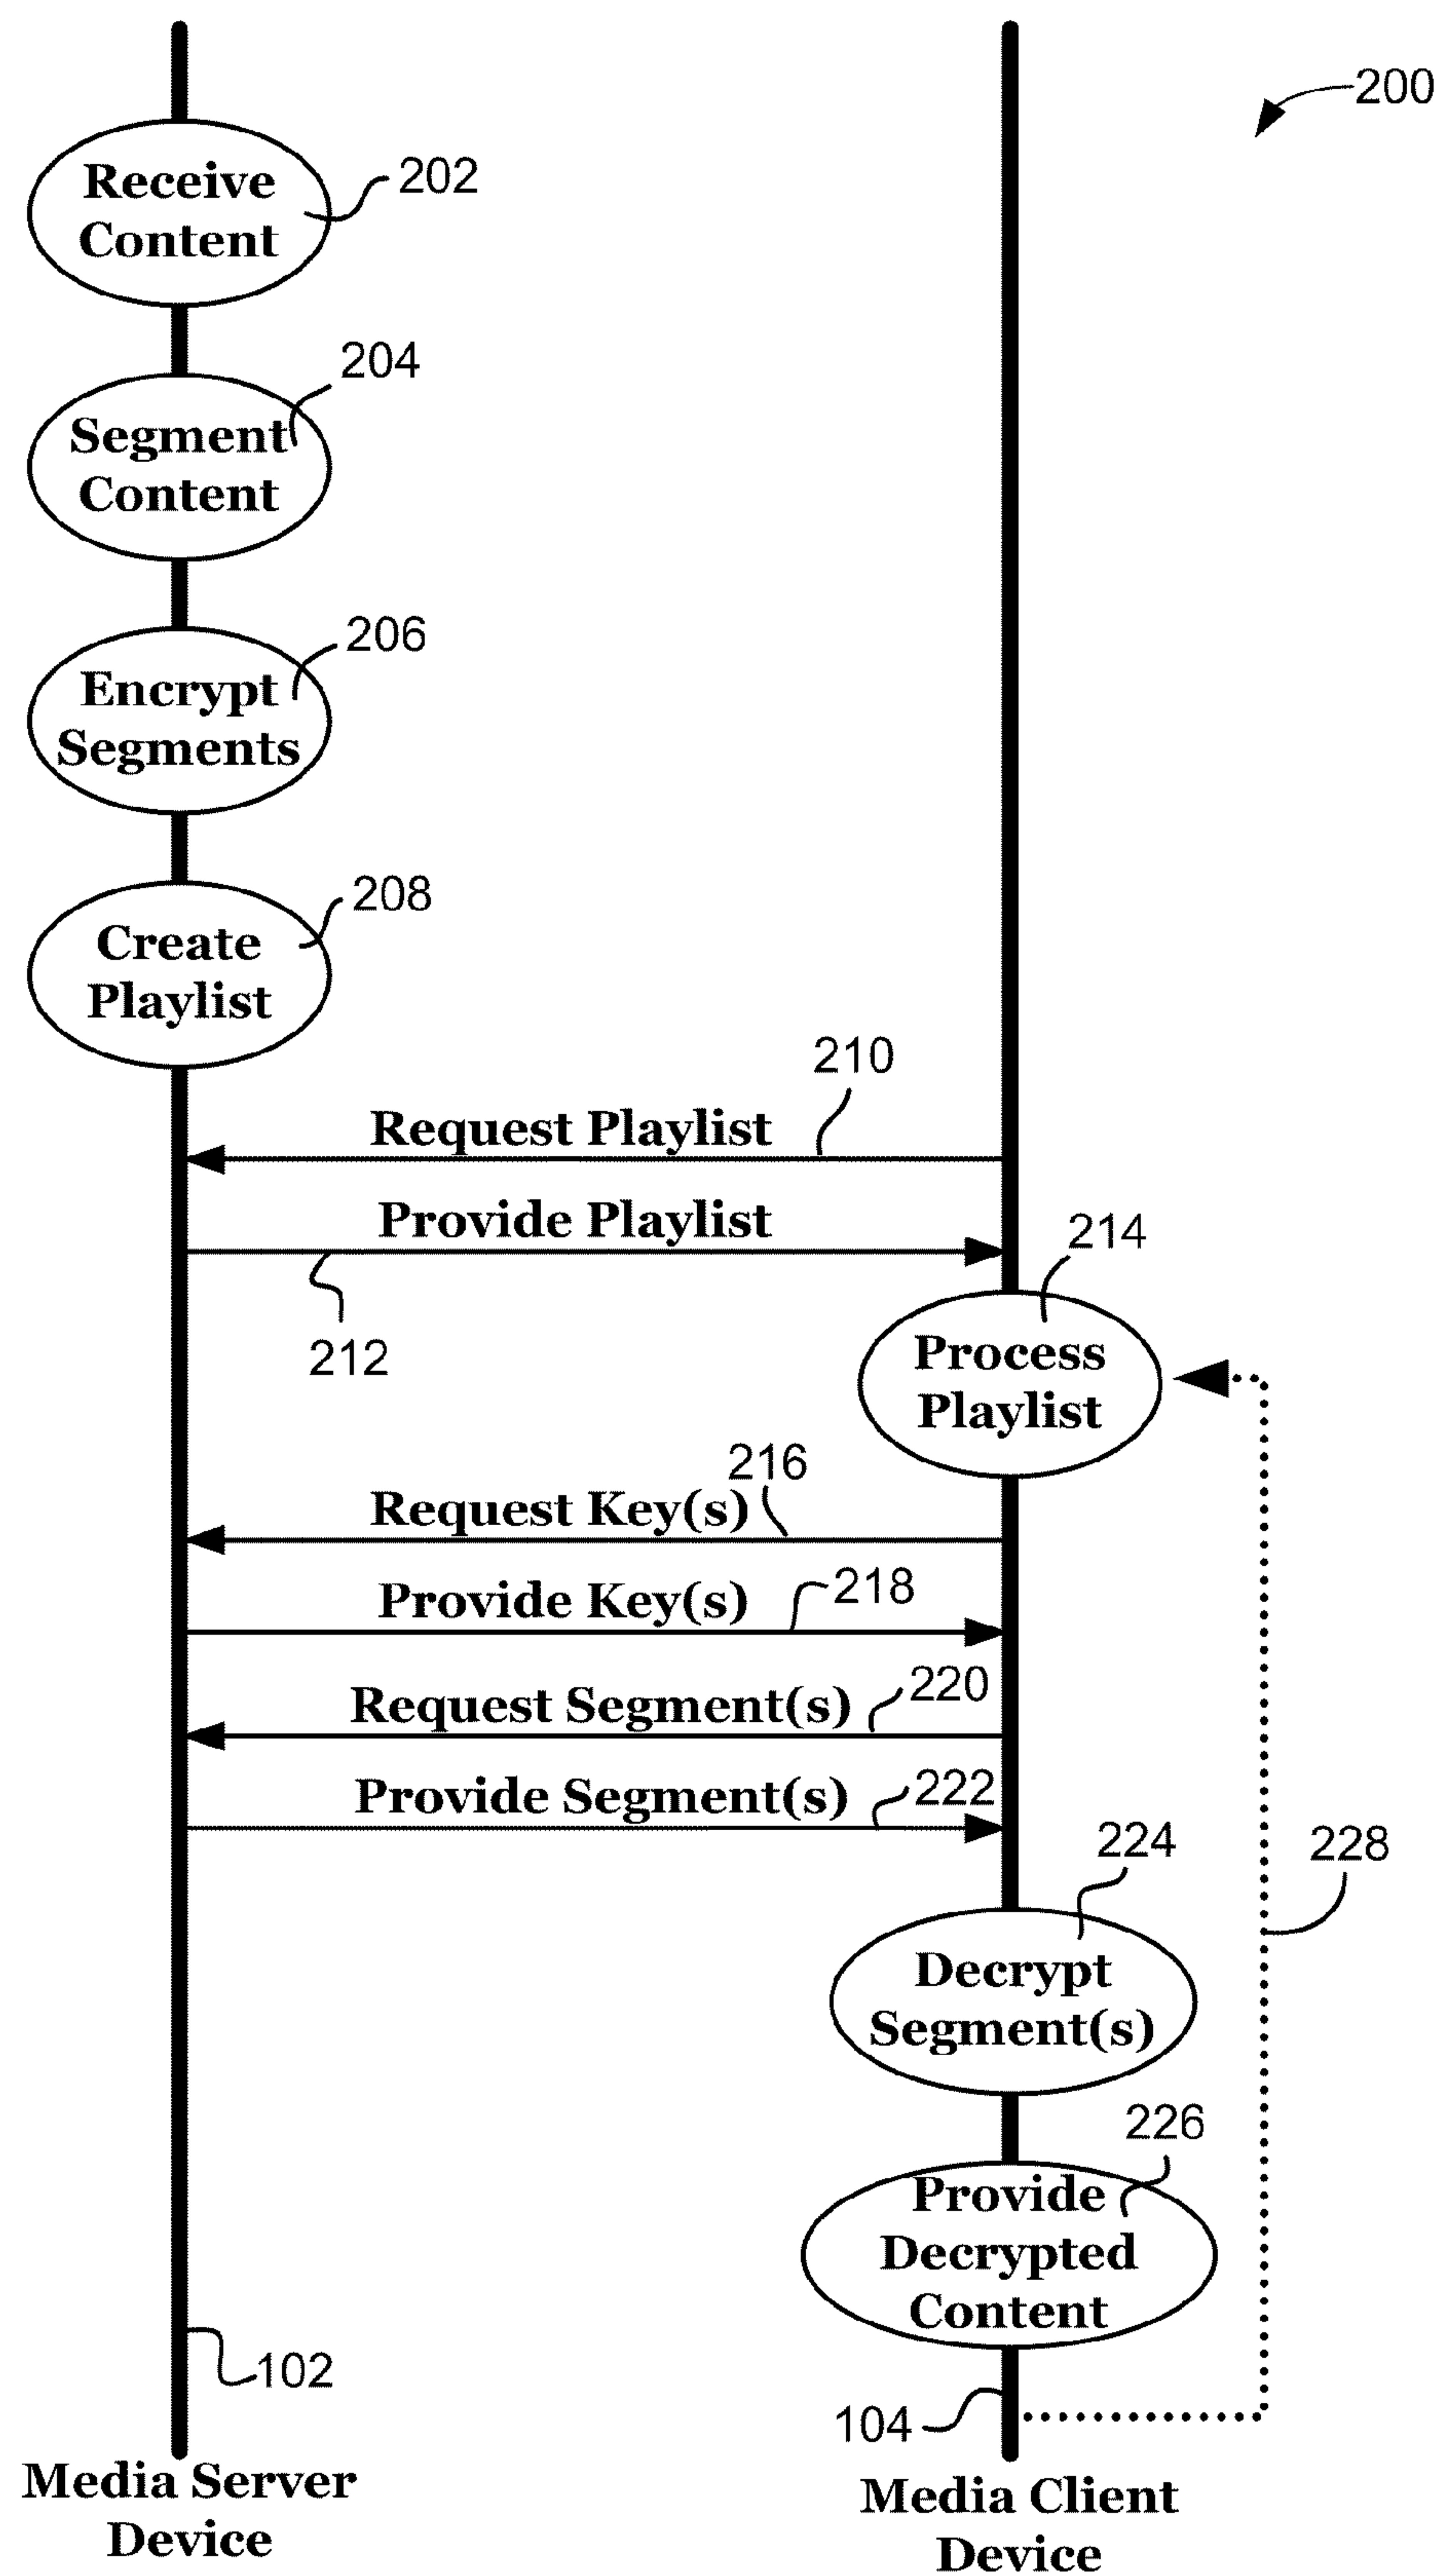 200
Receive
Content
202
204
Segment
Content
206
Encrypt
Segments
208
Create
Playlist
210
Request Playlist
Provide Playlist
212
214
Process
Playlist
216
Request Key(s)
Provide Key(s)
218
Request Segment(s)
220
Provide Segment(s)
222
224
228
Decrypt
Segment(s)
226
Provide
Decrypted
Content
102
104
Media Server
Device
Media Client
Device